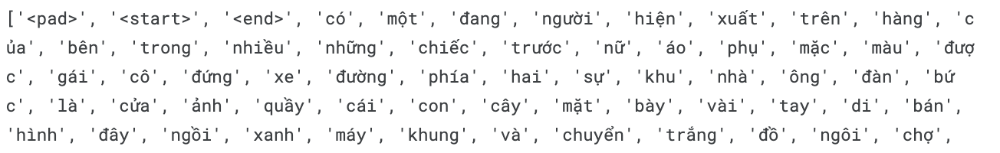 ['<pad>', '<start>', '<end>', 'có', 'một', 'đang', 'người', 'hiện', 'xuất', 'trên', 'hàng', 'c
ủa', 'bên', 'trong', 'nhiều', 'những', 'chiếc', 'trước', 'nữ', 'áo', 'phụ', 'mặc', 'màu', 'đượ
c', 'gái', 'cô', 'đứng', 'xe', 'đường', 'phía', 'hai', 'sự', 'khu', 'nhà', 'ông', 'đàn', 'bứ
c', 'là', 'cửa', 'ảnh', 'quầy', 'cái', 'con', 'cây', 'mặt', 'bày', 'vài', 'tay', 'di', 'bán',
'hình', 'đây', 'ngồi', 'xanh', 'máy', 'khung', 'và', 'chuyển', 'trắng', 'đồ', 'ngôi', 'chợ',